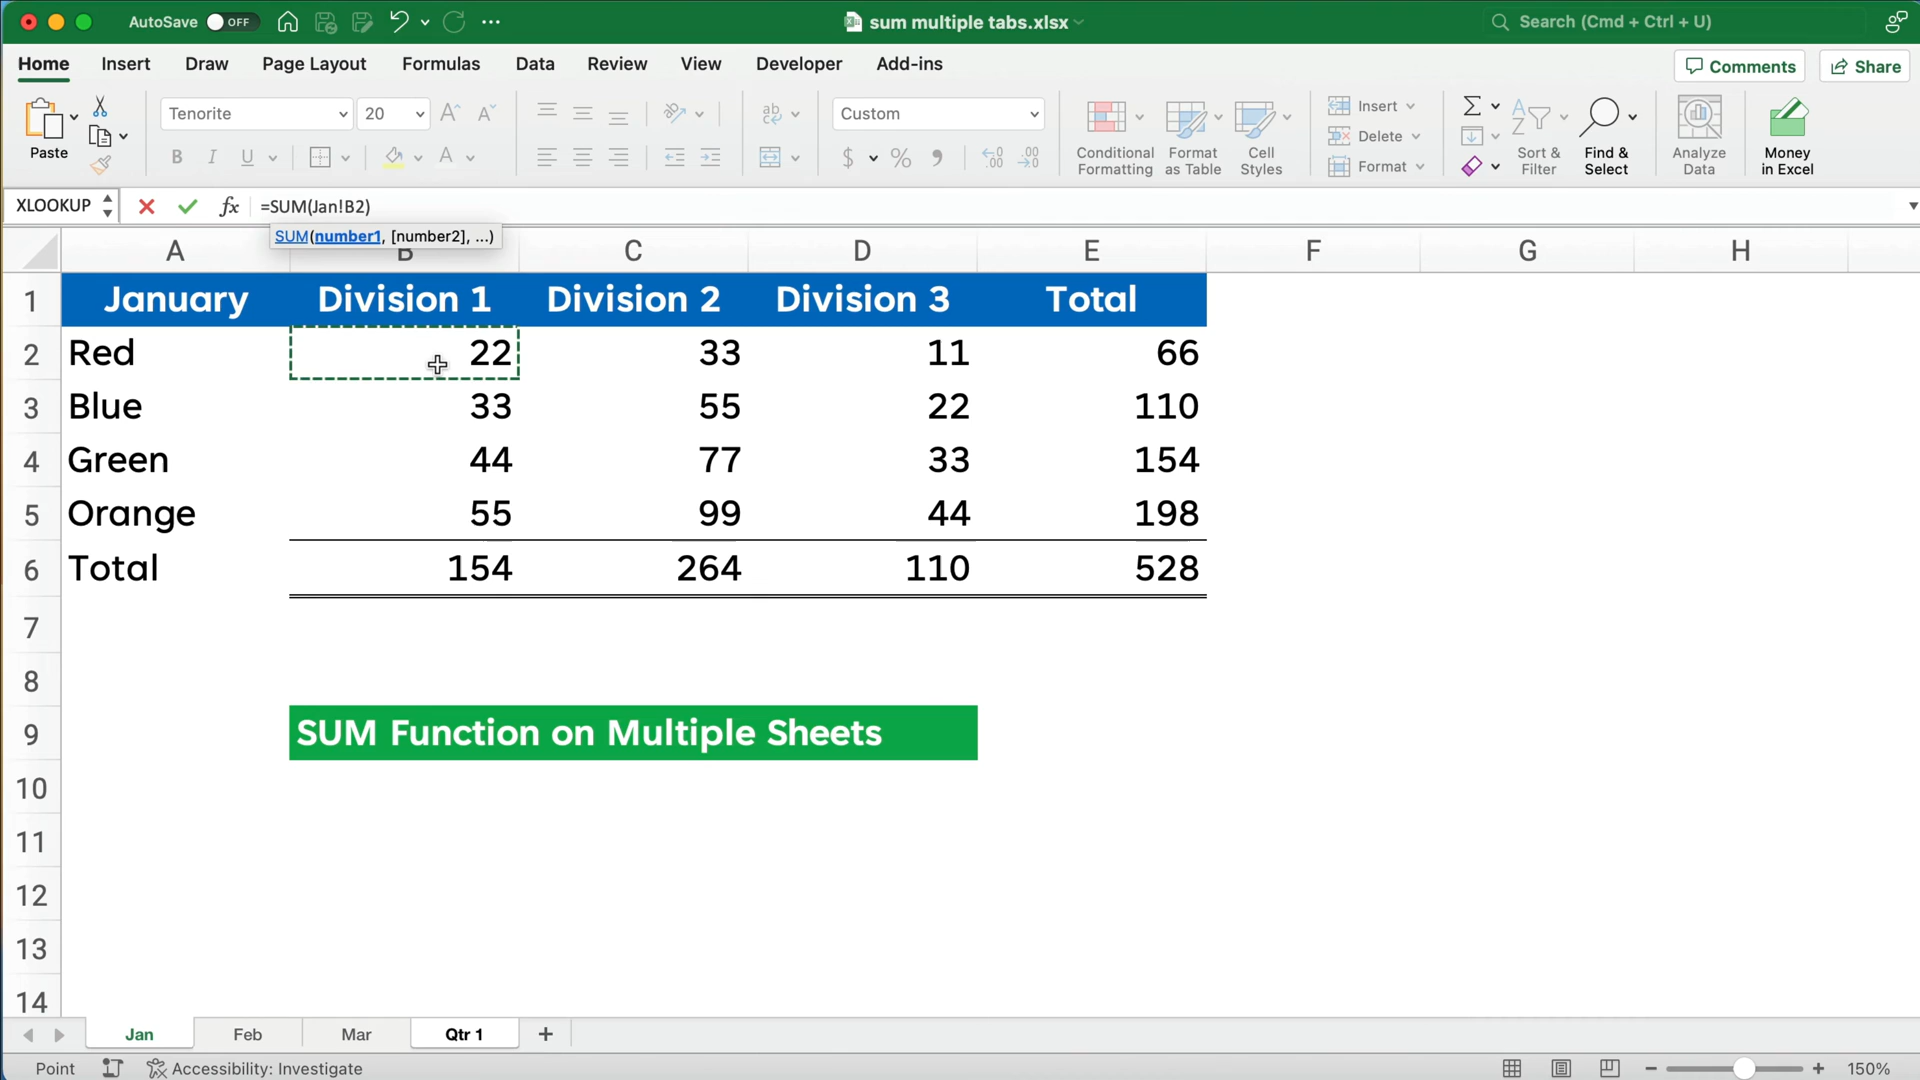 AutoSave OFF sum multiple tabs.xlsx Search (Cmd + Ctrl + U)
Home Insert Draw Page Layout Formulas Data Review View Developer Add-ins Comments Share
Paste Tenorite 20 Custom Conditional Formatting Format as Table Cell Styles Insert Delete Format Sort & Filter Find & Select Analyze Data Money in Excel
XLOOKUP fx =SUM(Jan!B2)
SUM(number1, [number2], ...)
A B C D E F G H
1 January Division 1 Division 2 Division 3 Total
2 Red 22 33 11 66
3 Blue 33 55 22 110
4 Green 44 77 33 154
5 Orange 55 99 44 198
6 Total 154 264 110 528
7
8
9 SUM Function on Multiple Sheets
10
11
12
13
14
Jan Feb Mar Qtr 1 +
Point Accessibility: Investigate 150%